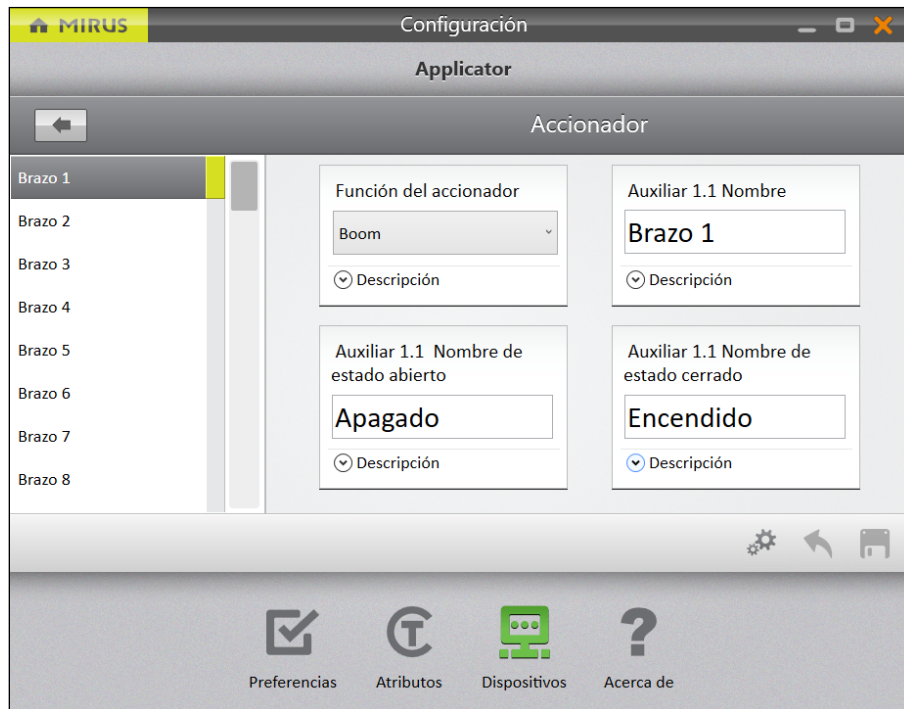 MIRUS
Configuración
Applicator
Accionador
Brazo 1
Brazo 2
Brazo 3
Brazo 4
Brazo 5
Brazo 6
Brazo 7
Brazo 8
Función del accionador
Boom
Descripción
Auxiliar 1.1 Nombre
Brazo 1
Descripción
Auxiliar 1.1 Nombre de
estado abierto
Apagado
Descripción
Auxiliar 1.1 Nombre de
estado cerrado
Encendido
Descripción
Preferencias
Atributos
Dispositivos
Acerca de